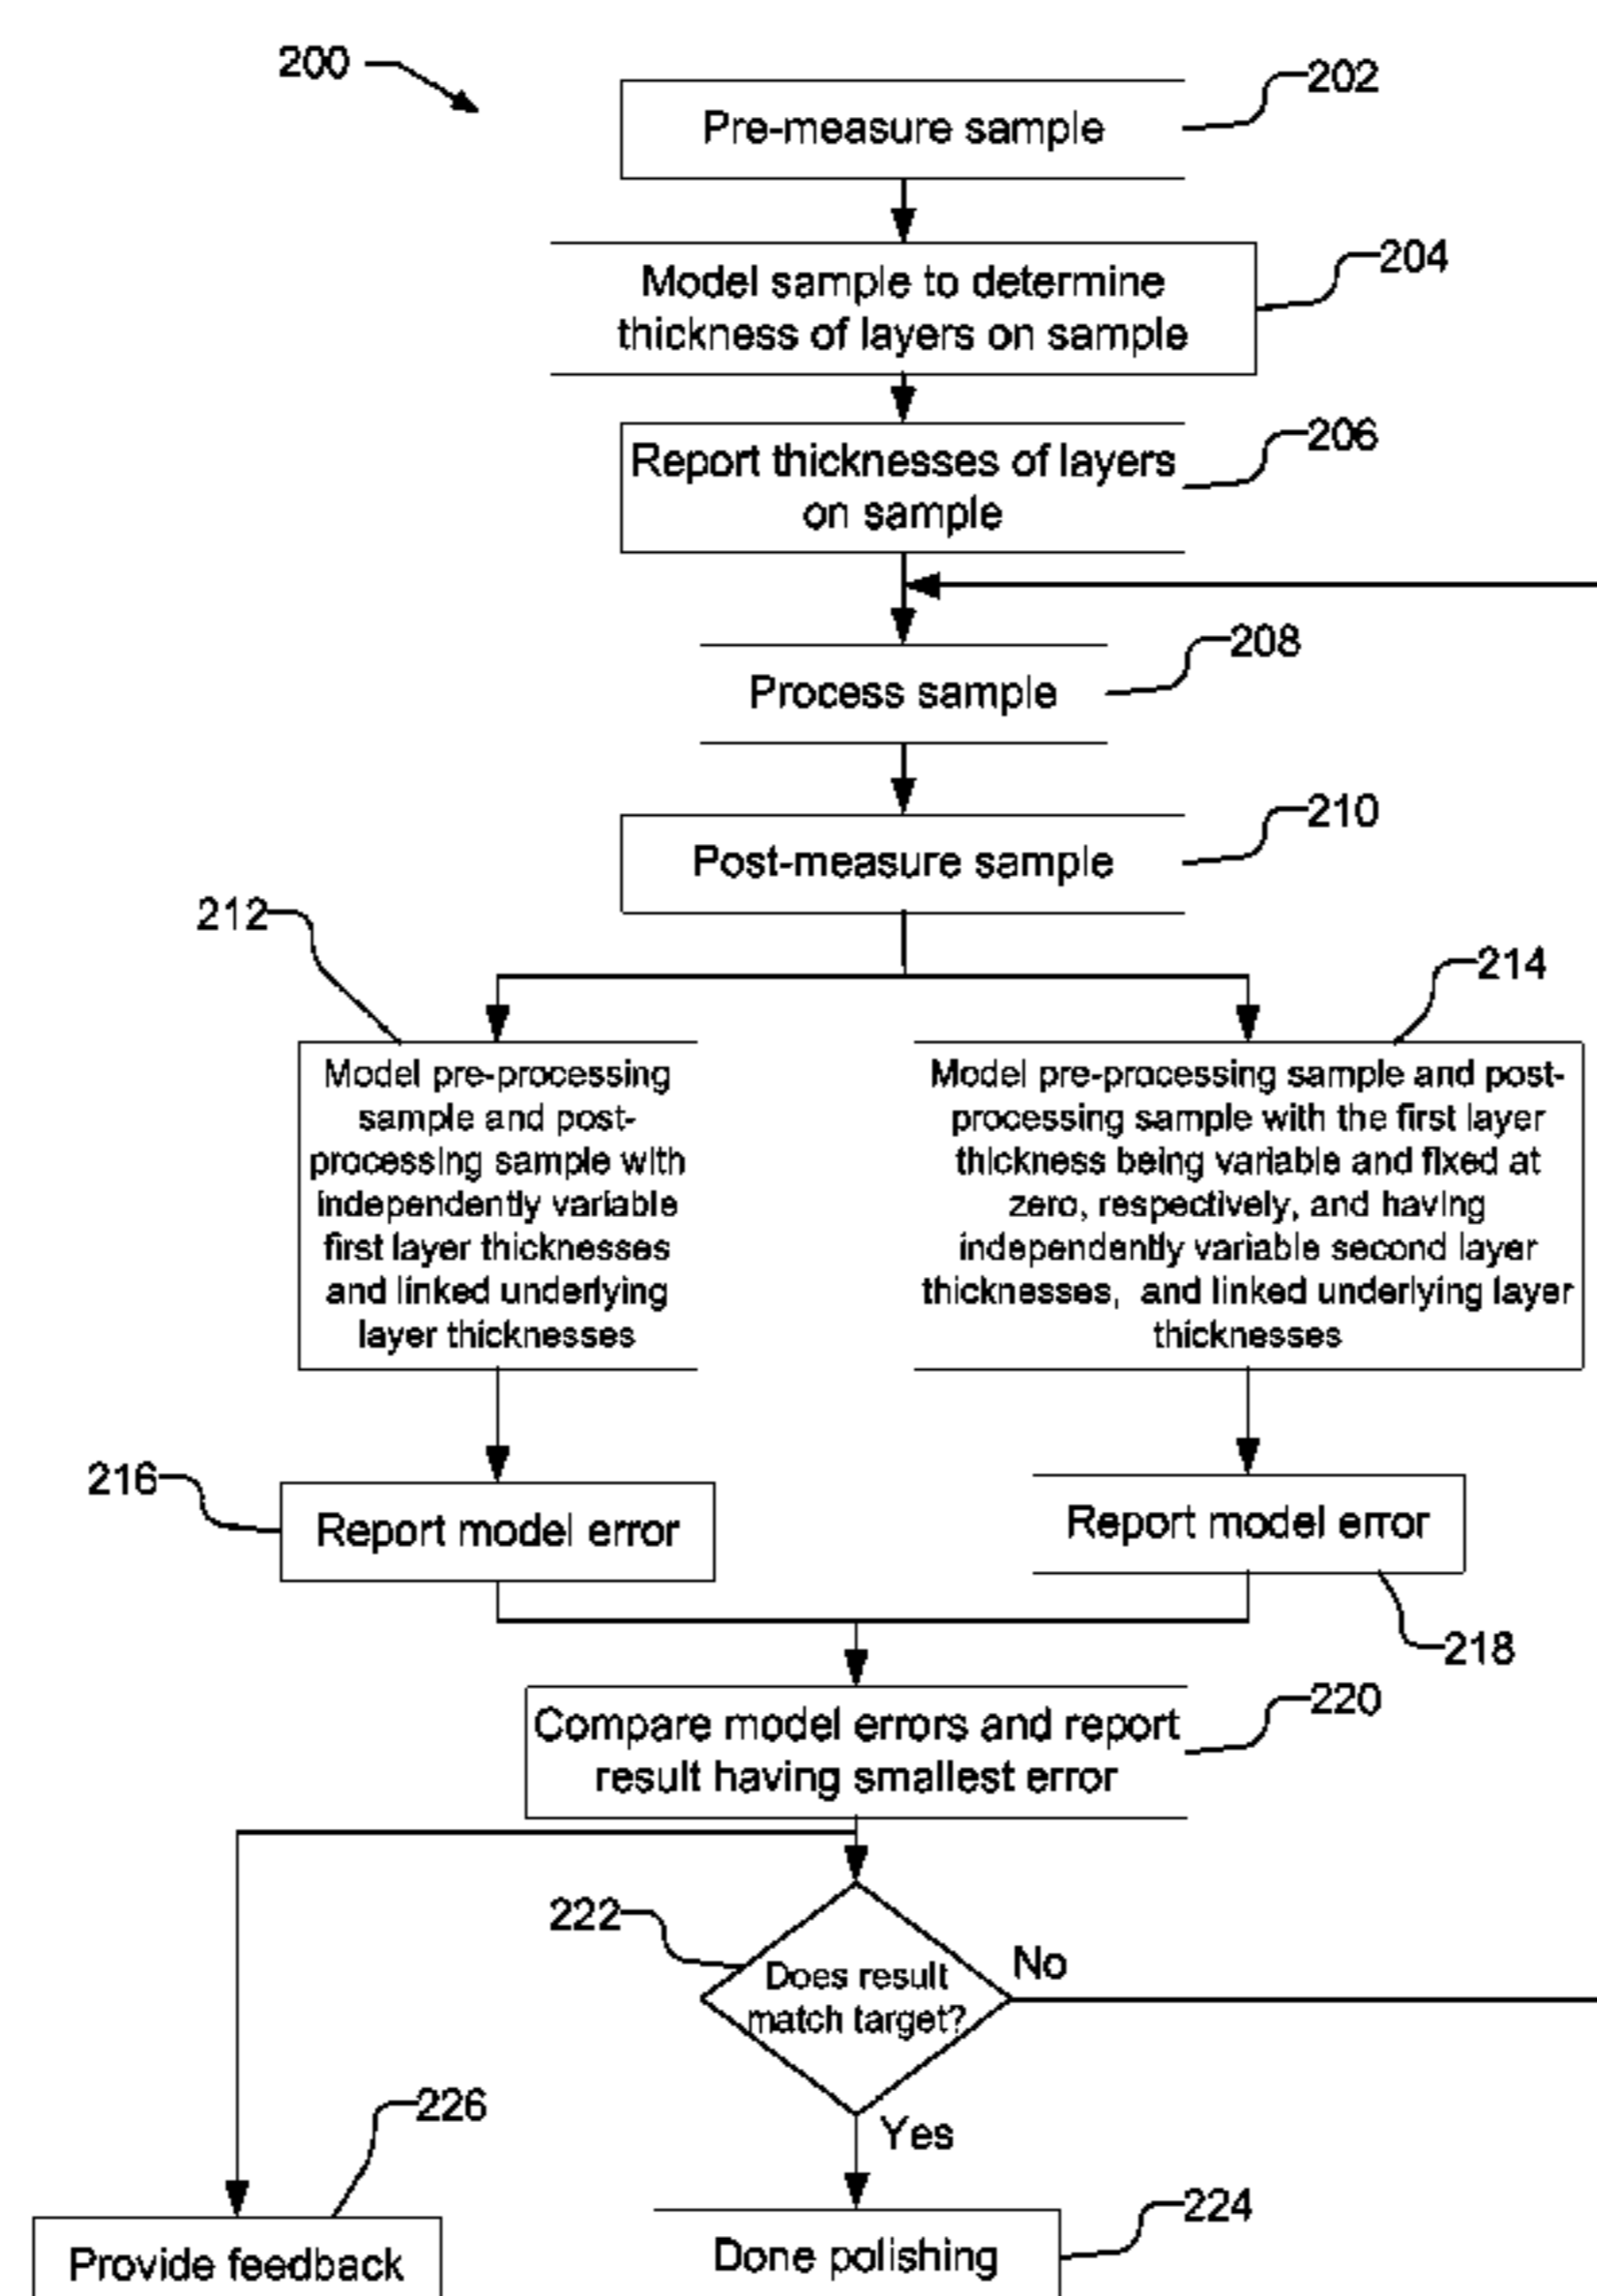 200
202
Pre-measure sample
204
Model sample to determine
thickness of layers on sample
206
Report thicknesses of layers
on sample
208
Process sample
210
Post-measure sample
212
214
Model pre-processing
sample and post-
processing sample with
independently variable
first layer thicknesses
and linked underlying
layer thicknesses
Model pre-processing sample and post-
processing sample with the first layer
thickness being variable and fixed at
zero, respectively, and having
independently variable second layer
thicknesses, and linked underlying layer
thicknesses
216
Report model error
Report model error
218
220
Compare model errors and report
result having smallest error
222
Does result
match target?
No
Yes
226
224
Provide feedback
Done polishing